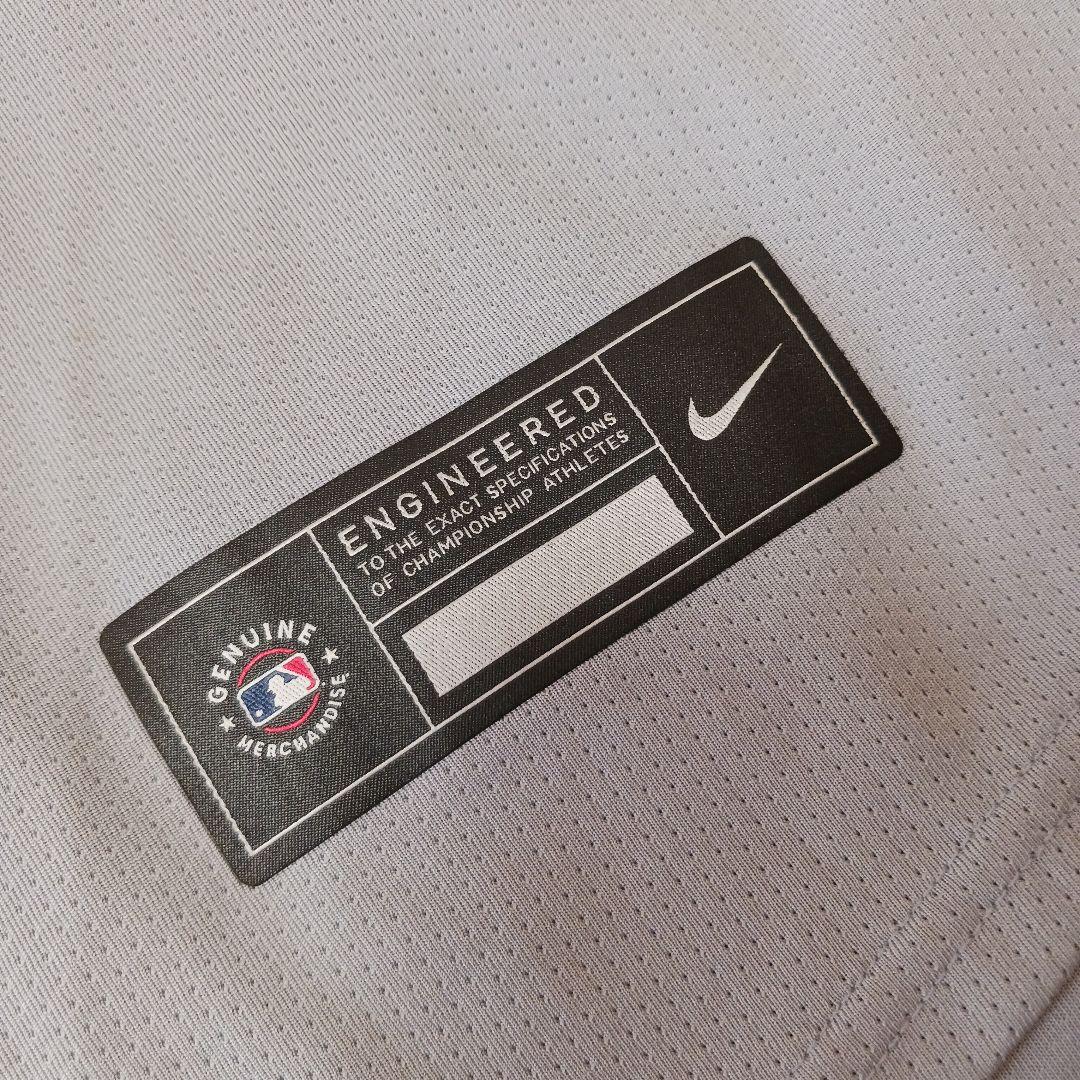 GENUINE
MERCHANDISE
ENGINEERED
TO THE EXACT SPECIFICATIONS
OF CHAMPIONSHIP ATHLETES